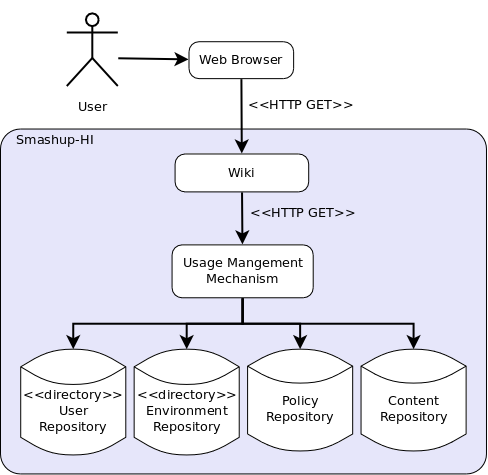 Web Browser
User
<<HTTP GET>>
Smashup-HI
Wiki
<<HTTP GET>>
Usage Mangement
Mechanism
<<directory>>
User
Repository
<<directory>>
Environment
Repository
Policy
Repository
Content
Repository